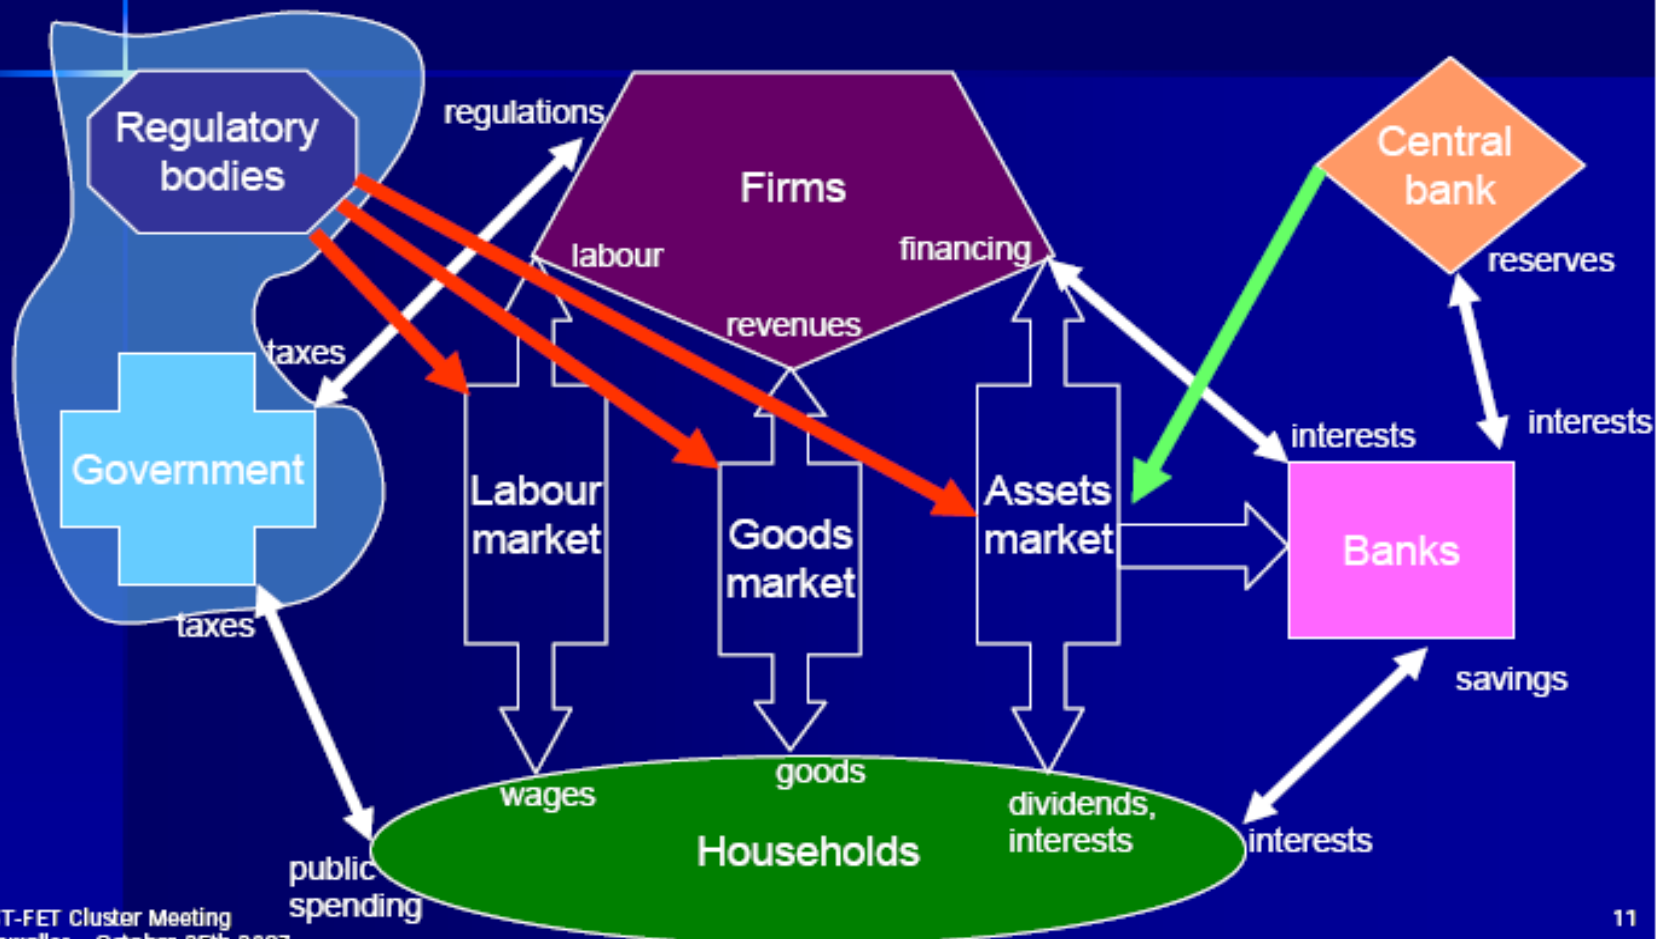 Regulatory
bodies
regulations
Firms
Central
bank
labour
financing
reserves
revenues
taxes
interests
interests
Government
Labour
market
Goods
market
Assets
market
Banks
taxes
savings
wages
goods
dividends,
interests
Households
interests
public
spending
T-FET Cluster Meeting
11